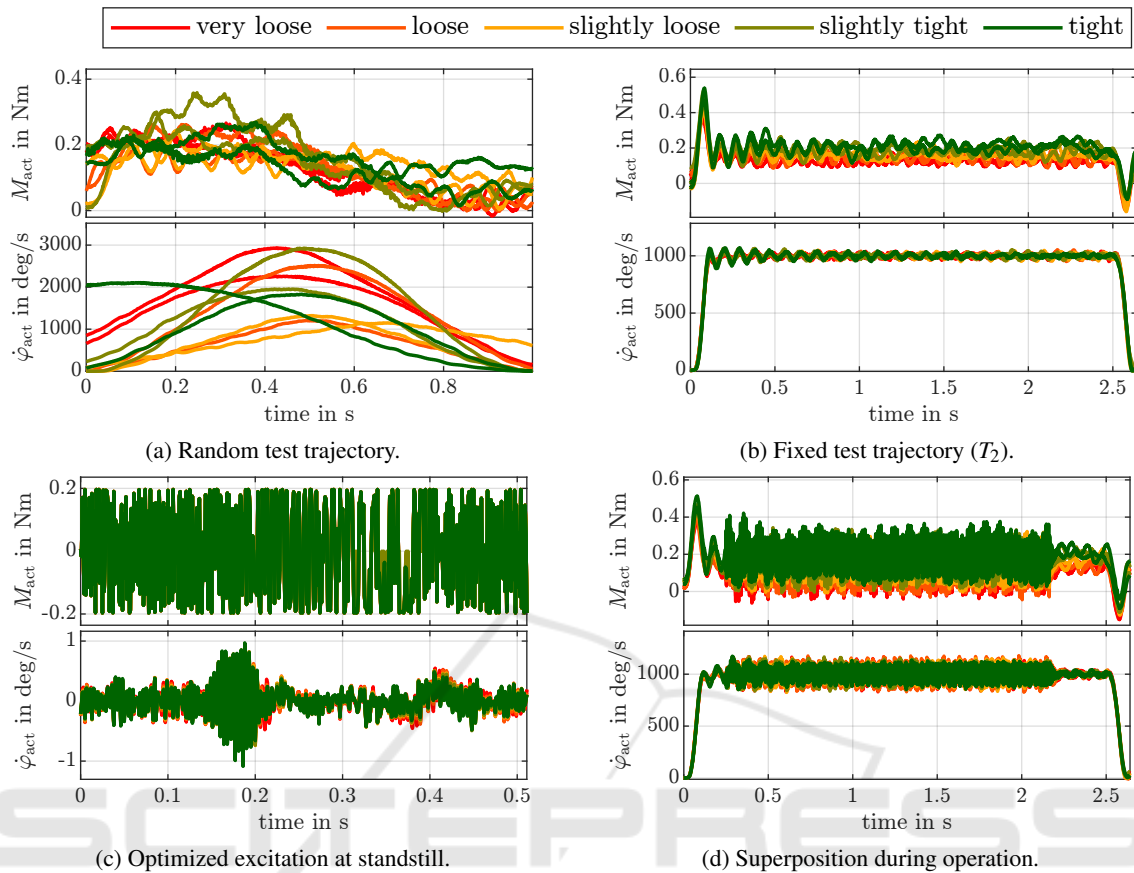 very loose loose slightly loose slightly tight tight
0.4
0.2
0
M_act in Nm
3000
2000
1000
0
φ̇_act in deg/s
0 0.2 0.4 0.6 0.8
time in s
(a) Random test trajectory.
0.6
0.4
0.2
0
M_act in Nm
1000
500
0
φ̇_act in deg/s
0 0.5 1 1.5 2 2.5
time in s
(b) Fixed test trajectory (T₂).
0.2
0
-0.2
M_act in Nm
1
0
-1
φ̇_act in deg/s
0 0.1 0.2 0.3 0.4 0.5
time in s
(c) Optimized excitation at standstill.
0.6
0.4
0.2
0
M_act in Nm
1000
500
0
φ̇_act in deg/s
0 0.5 1 1.5 2 2.5
time in s
(d) Superposition during operation.
SCITEPRESS